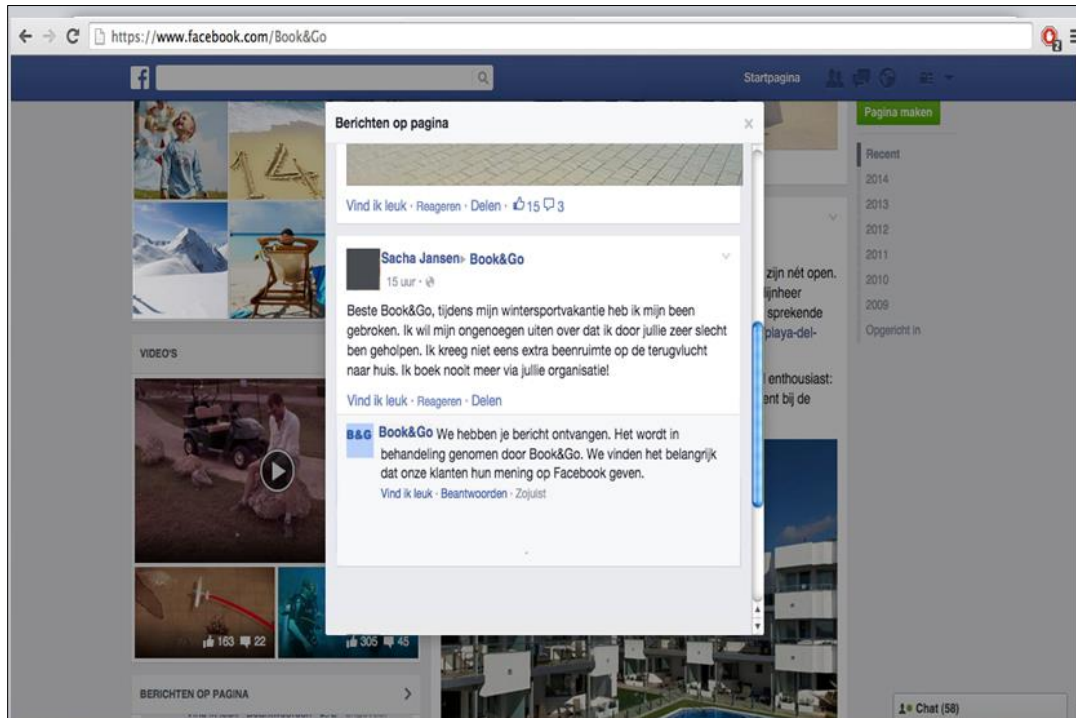 https://www.facebook.com/Book&Go
2
f
Startpagina
Berichten op pagina
Pagina maken
Vind ik leuk · Reageren · Delen · 15 3
Sacha Jansen▸ Book&Go
15 uur ·
Beste Book&Go, tijdens mijn wintersportvakantie heb ik mijn been
gebroken. Ik wil mijn ongenoegen uiten over dat ik door jullie zeer slecht
ben geholpen. Ik kreeg niet eens extra beenruimte op de terugvlucht
naar huis. Ik boek nooit meer via jullie organisatie!
Vind ik leuk · Reageren · Delen
B&G Book&Go We hebben je bericht ontvangen. Het wordt in
behandeling genomen door Book&Go. We vinden het belangrijk
dat onze klanten hun mening op Facebook geven.
Vind ik leuk · Beantwoorden · Zojuist
14
VIDEO'S
163 22
305 45
BERICHTEN OP PAGINA
zijn nét open.
sprekende
playa-del-
enthousiast:
ent bij de
Recent
2014
2013
2012
2011
2010
2009
Opgericht in
Chat (58)